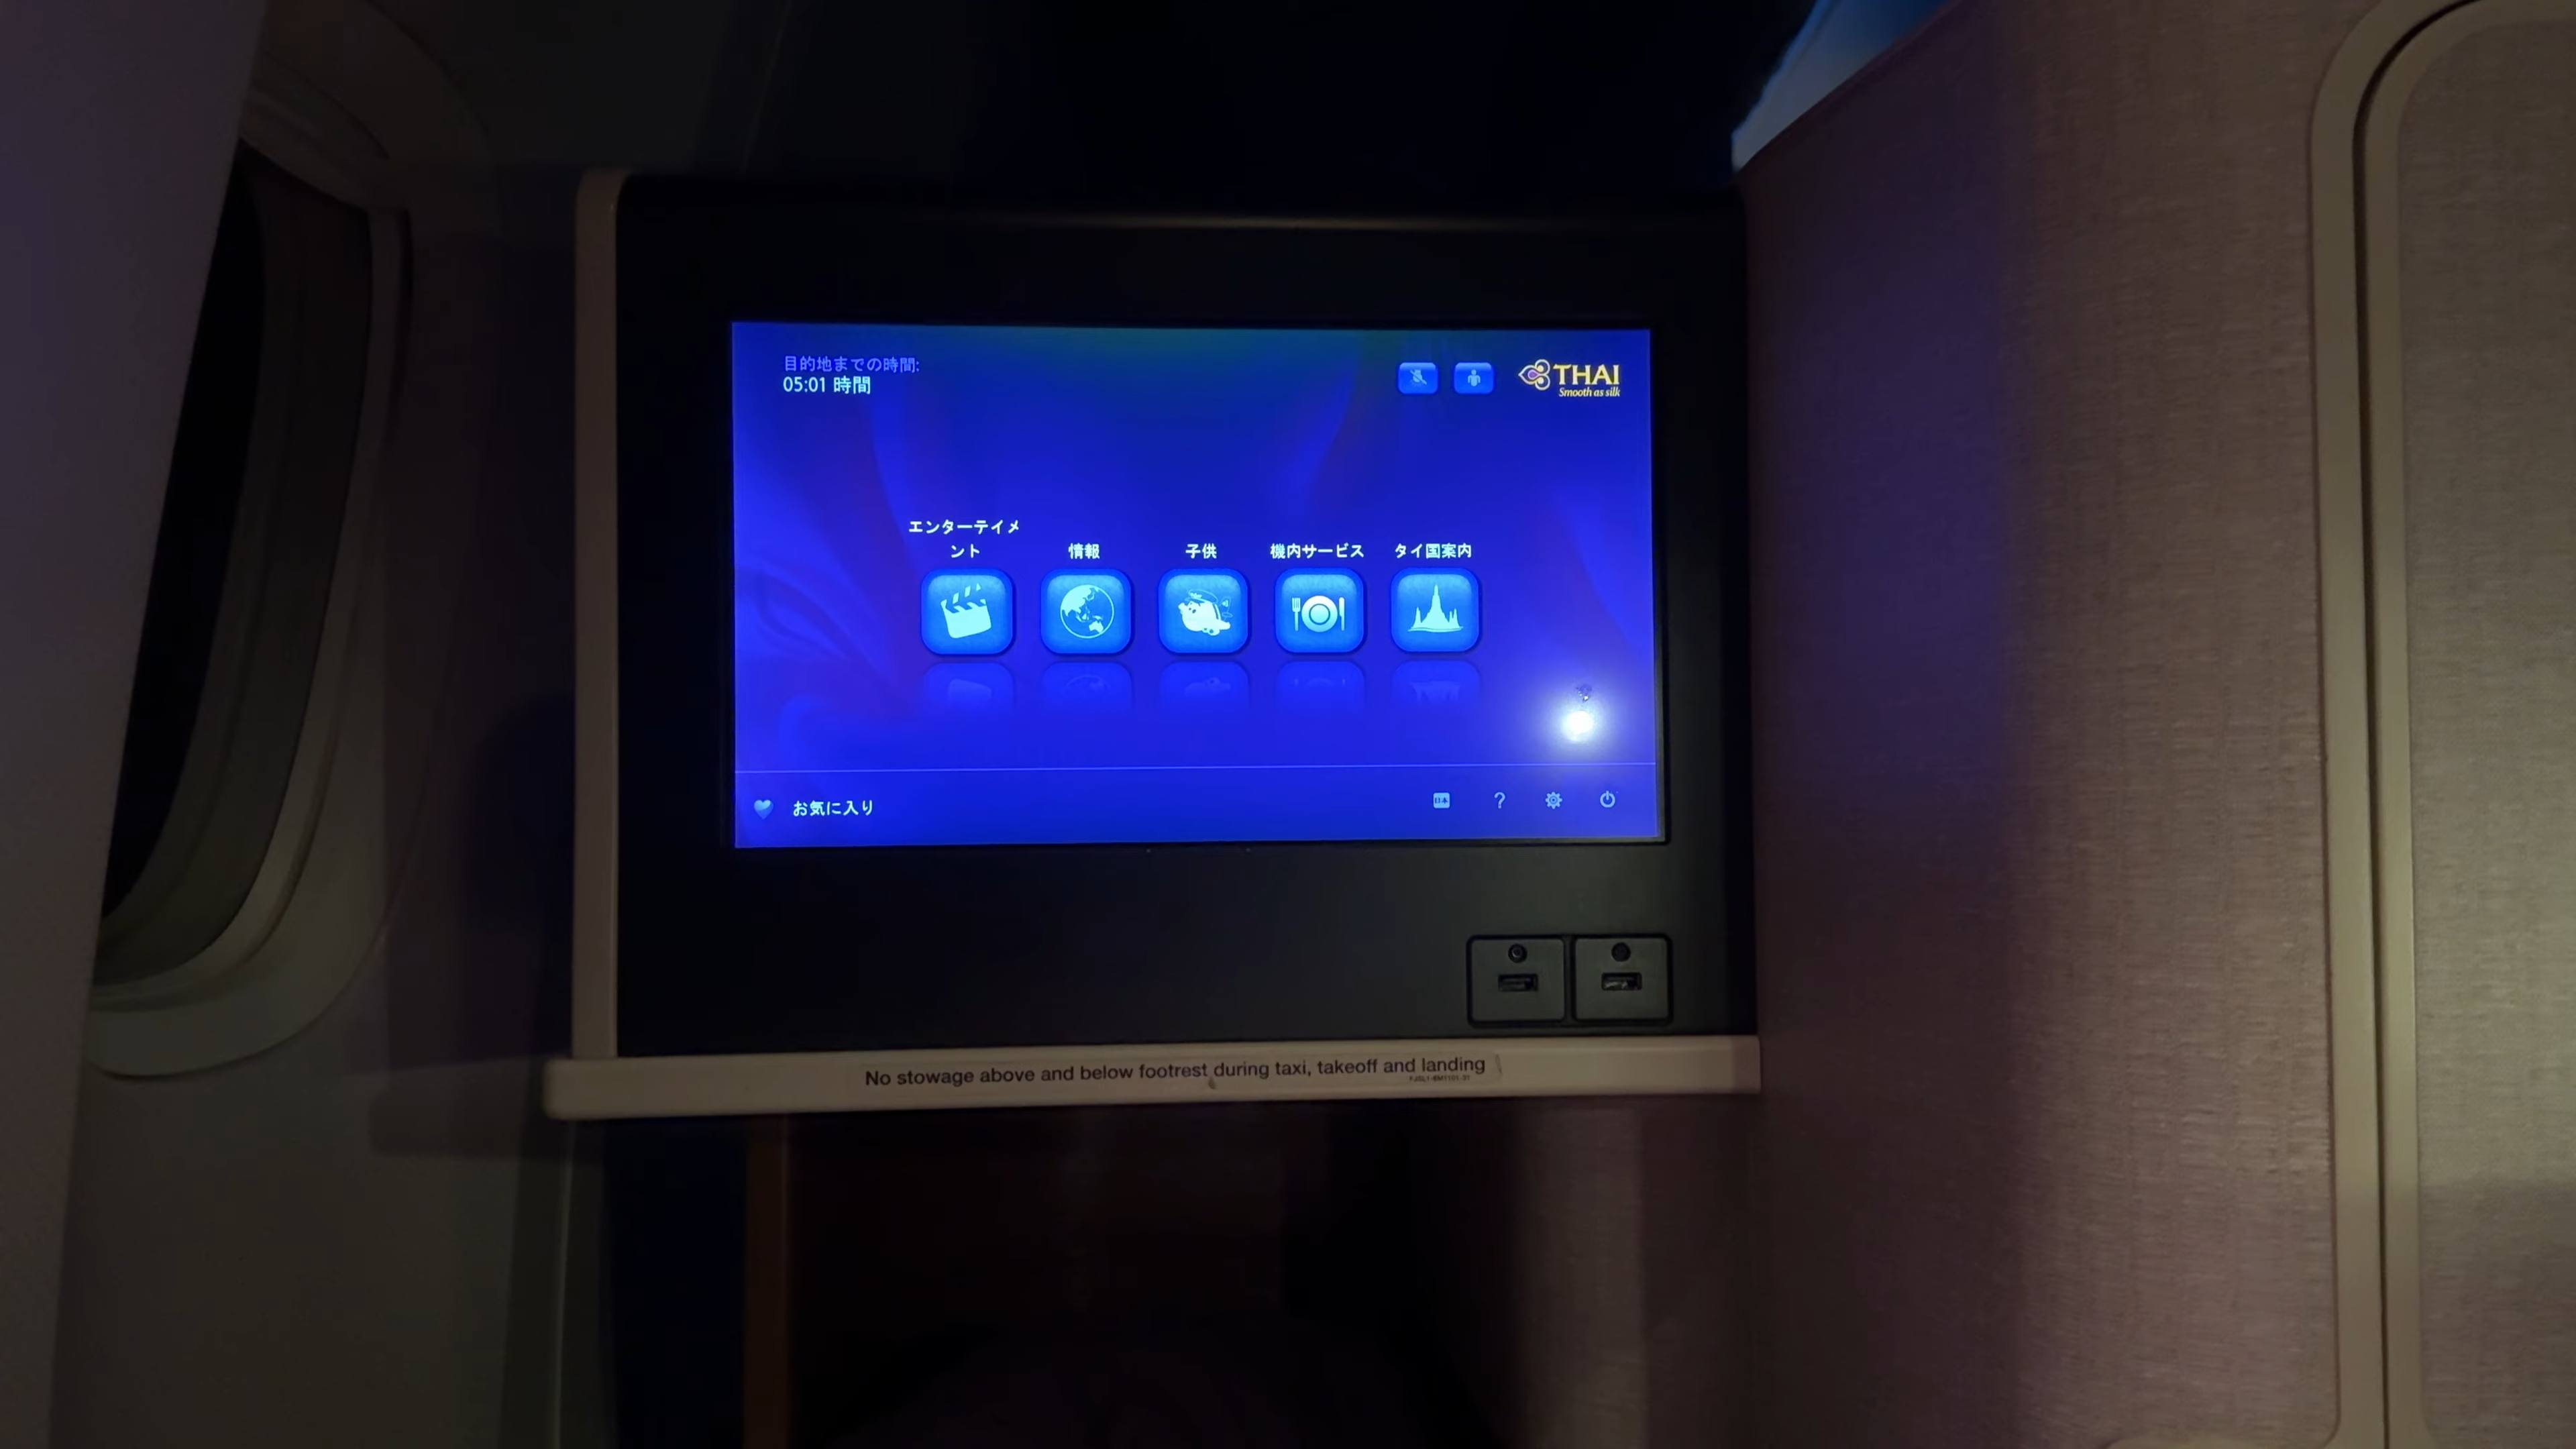 目的地までの時間:
05:01 時間
THAI
Smooth as silk
エンターテイメ
ント
情報
子供
機内サービス
タイ国案内
お気に入り
日本
?
No stowage above and below footrest during taxi, takeoff and landing